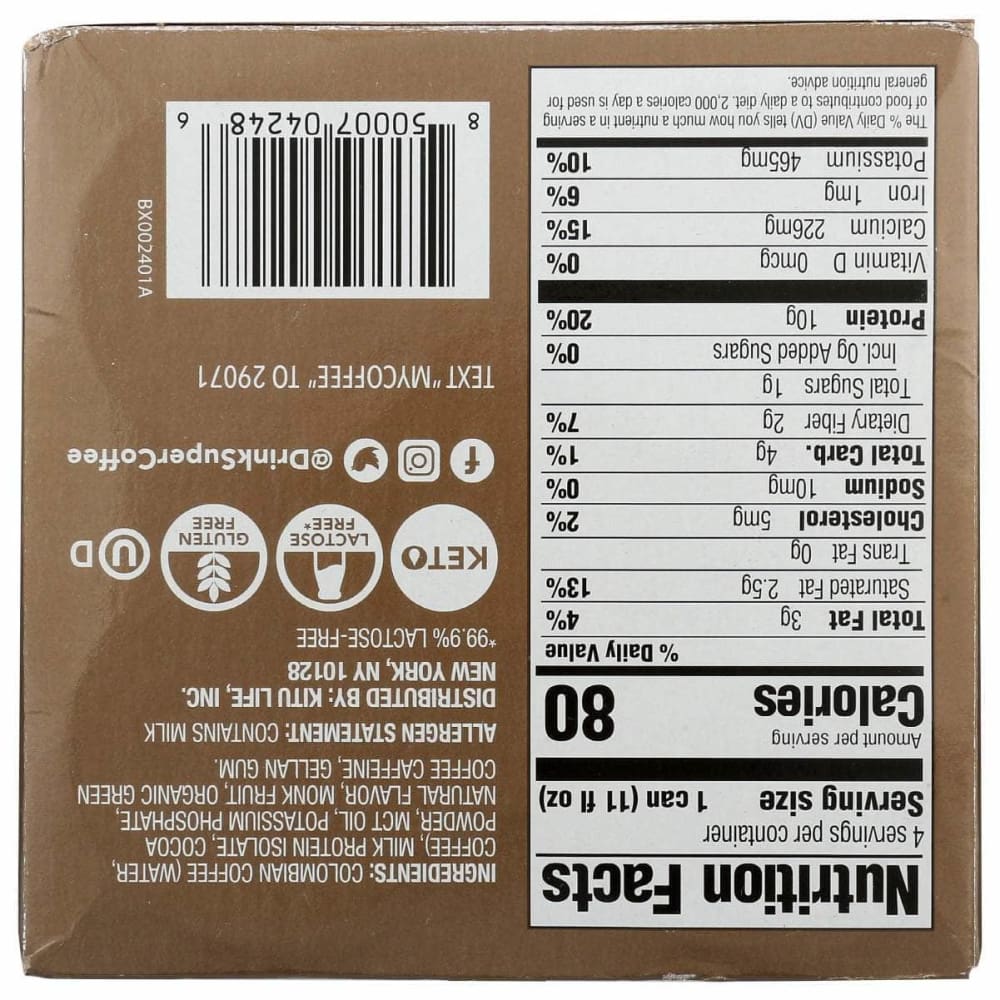 Nutrition Facts
4 servings per container
Serving size 1 can (11 fl oz)
Amount per serving
Calories 80
% Daily Value
Total Fat 3g 4%
Saturated Fat 2.5g 13%
Trans Fat 0g
Cholesterol 5mg 2%
Sodium 10mg 0%
Total Carb. 4g 1%
Dietary Fiber 2g 7%
Total Sugars 1g
Incl. 0g Added Sugars 0%
Protein 10g 20%
Vitamin D 0mcg 0%
Calcium 226mg 15%
Iron 1mg 6%
Potassium 465mg 10%
The % Daily Value (DV) tells you how much a nutrient in a serving
of food contributes to a daily diet. 2,000 calories a day is used for
general nutrition advice.
INGREDIENTS: COLOMBIAN COFFEE (WATER,
COFFEE), MILK PROTEIN ISOLATE, COCOA
POWDER, MCT OIL, POTASSIUM PHOSPHATE,
NATURAL FLAVOR, MONK FRUIT, ORGANIC GREEN
COFFEE CAFFEINE, GELLAN GUM.
ALLERGEN STATEMENT: CONTAINS MILK
DISTRIBUTED BY: KITU LIFE, INC.
NEW YORK, NY 10128
*99.9% LACTOSE-FREE
KETO
LACTOSE
FREE*
GLUTEN
FREE
U D
@DrinkSuperCoffee
TEXT "MYCOFFEE" TO 29071
8 50007 04248 6
BX002401A